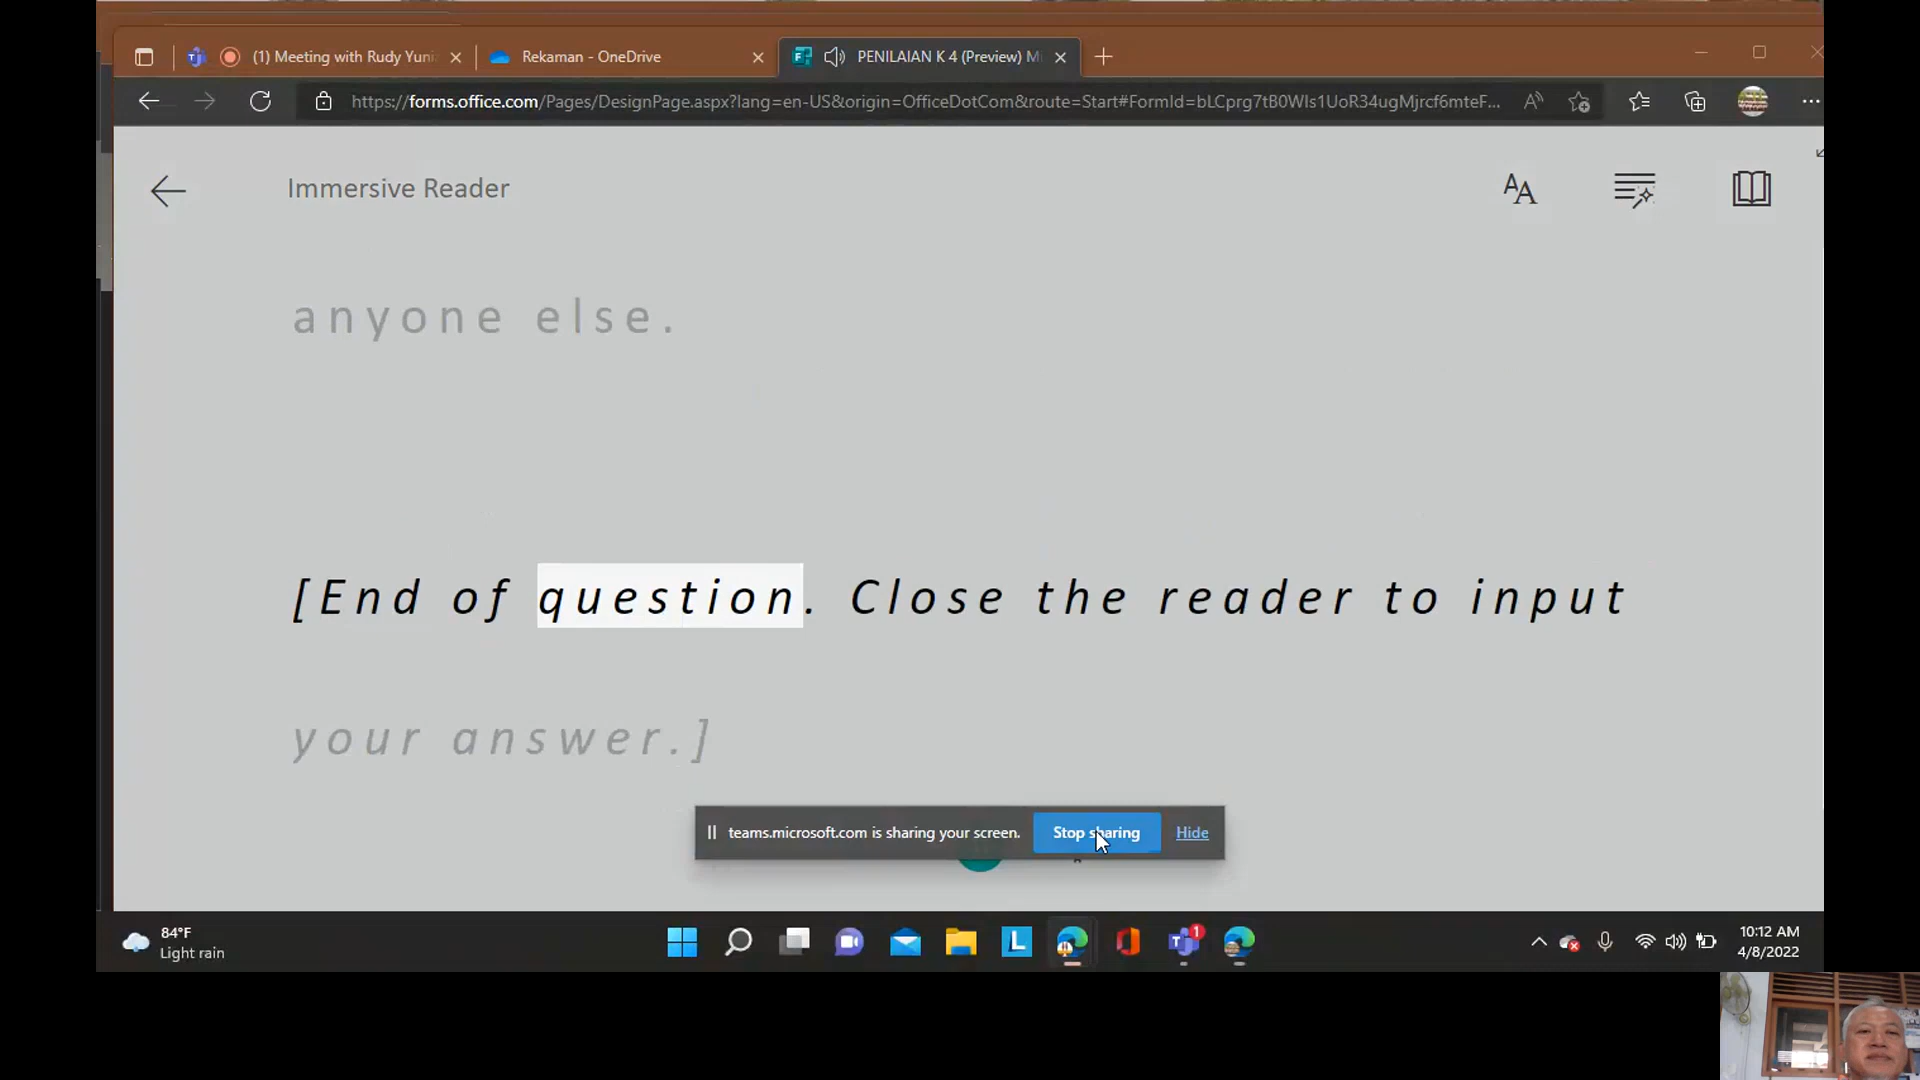 (1) Meeting with Rudy Yuni
Rekaman - OneDrive
PENILAIAN K 4 (Preview) Mi
https://forms.office.com/Pages/DesignPage.aspx?lang=en-US&origin=OfficeDotCom&route=Start#FormId=bLCprg7tB0WIs1UoR34ugMjrcf6mteF...
Immersive Reader
anyone else.
[End of question. Close the reader to input
your answer.]
teams.microsoft.com is sharing your screen.
Stop sharing
Hide
84°F
Light rain
1
10:12 AM
4/8/2022